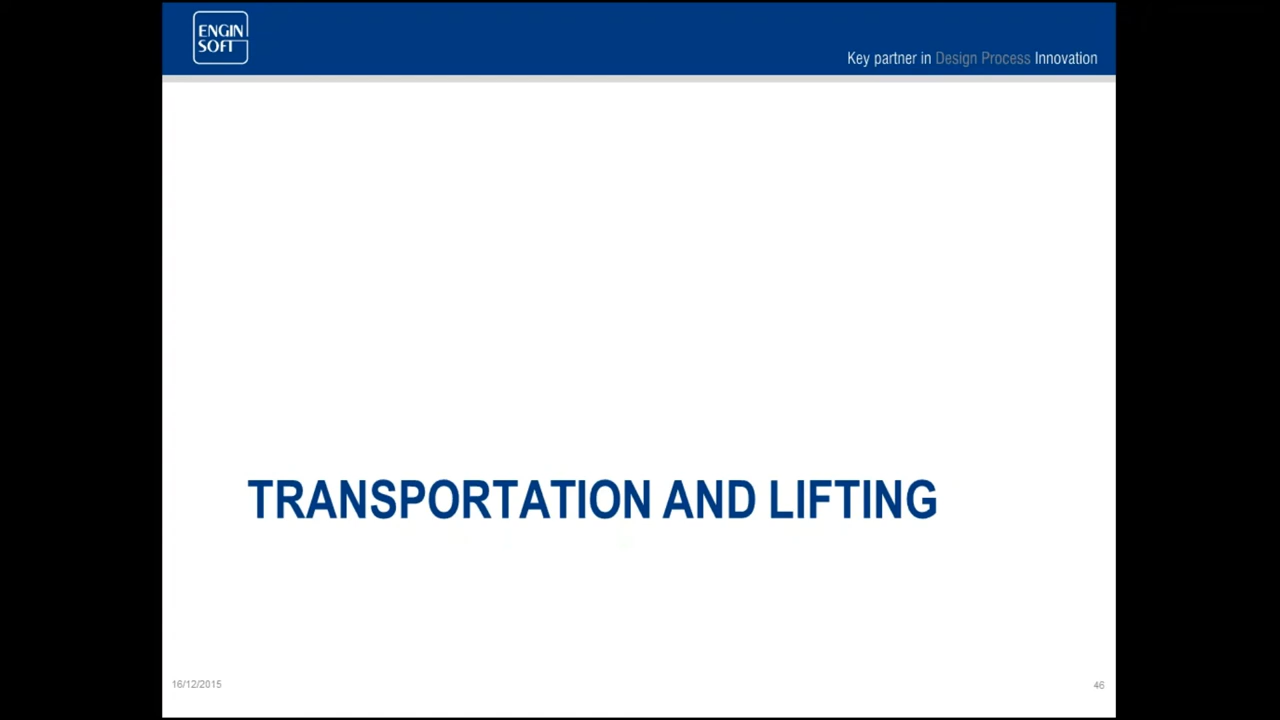 ENGIN
SOFT
Key partner in Design Process Innovation
TRANSPORTATION AND LIFTING
16/12/2015
46